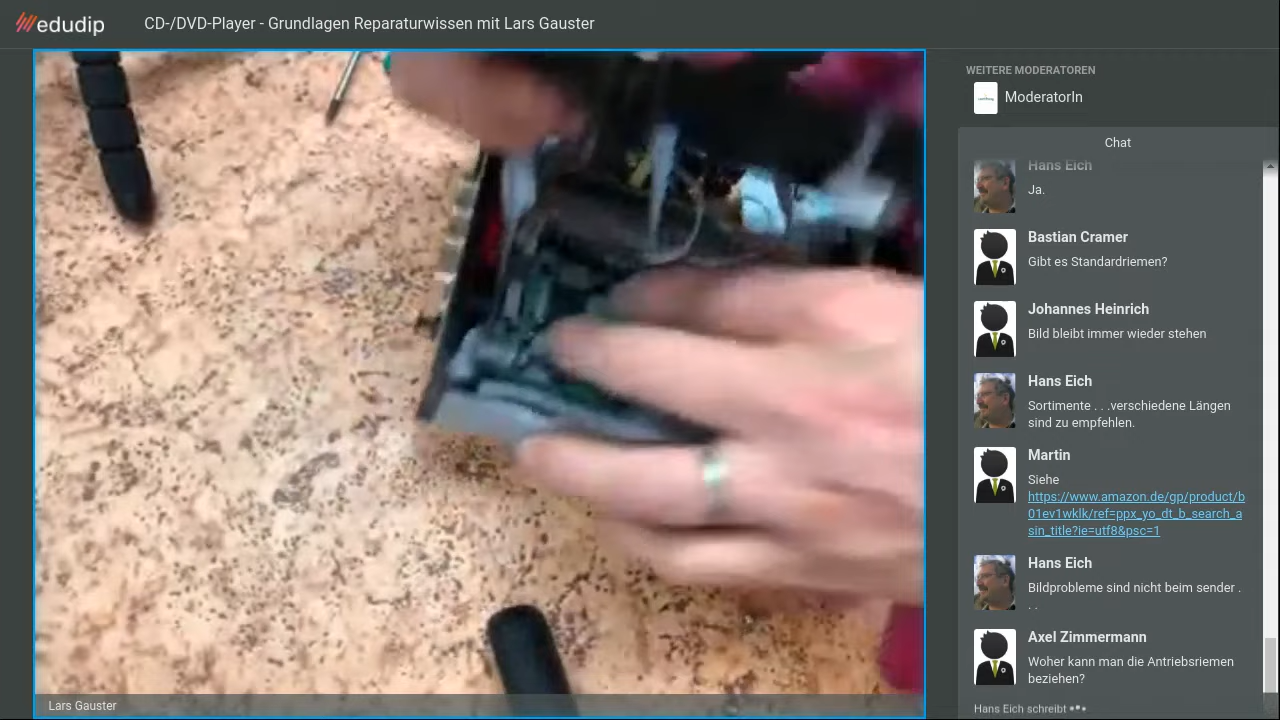 edudip
CD-/DVD-Player - Grundlagen Reparaturwissen mit Lars Gauster
WEITERE MODERATOREN
ModeratorIn
Chat
Hans Eich
Ja.
Bastian Cramer
Gibt es Standardriemen?
Johannes Heinrich
Bild bleibt immer wieder stehen
Hans Eich
Sortimente . . .verschiedene Längen
sind zu empfehlen.
Martin
Siehe
https://www.amazon.de/gp/product/b
01ev1wklk/ref=ppx_yo_dt_b_search_a
sin_title?ie=utf8&psc=1
Hans Eich
Bildprobleme sind nicht beim sender .
. .
Axel Zimmermann
Woher kann man die Antriebsriemen
beziehen?
Hans Eich schreibt
Lars Gauster